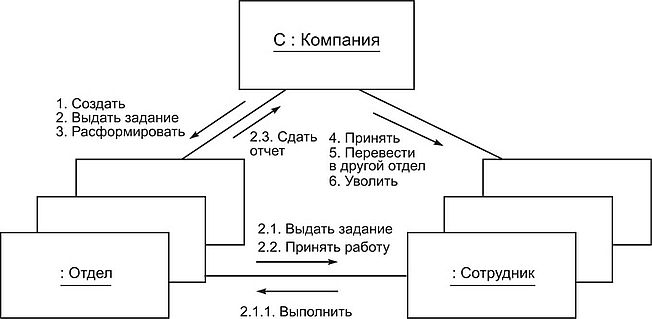 С : Компания
1. Создать
2. Выдать задание
3. Расформировать
2.3. Сдать
отчет
4. Принять
5. Перевести
в другой отдел
6. Уволить
2.1. Выдать задание
2.2. Принять работу
: Отдел
: Сотрудник
2.1.1. Выполнить